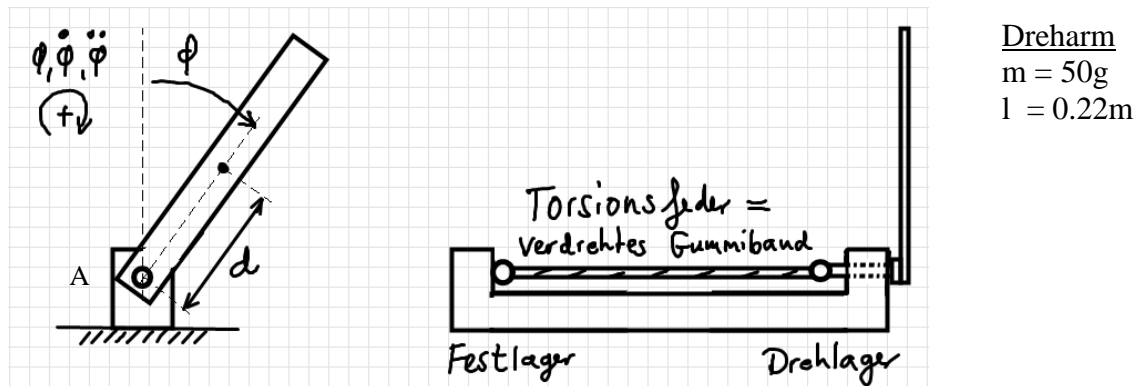 φ, φ̇, φ̈
φ
+
d
A
Torsionsfeder =
verdrehtes Gummiband
Festlager
Drehlager
Dreharm
m = 50g
l = 0.22m